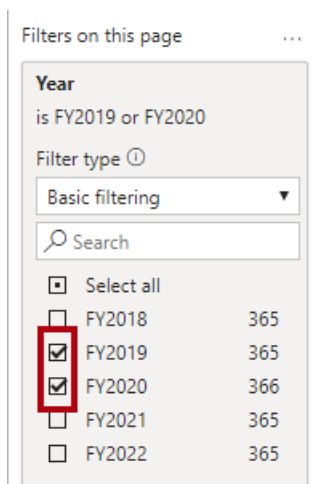 Filters on this page ...
Year
is FY2019 or FY2020
Filter type ⓘ
Basic filtering
Search
Select all
FY2018 365
FY2019 365
FY2020 366
FY2021 365
FY2022 365